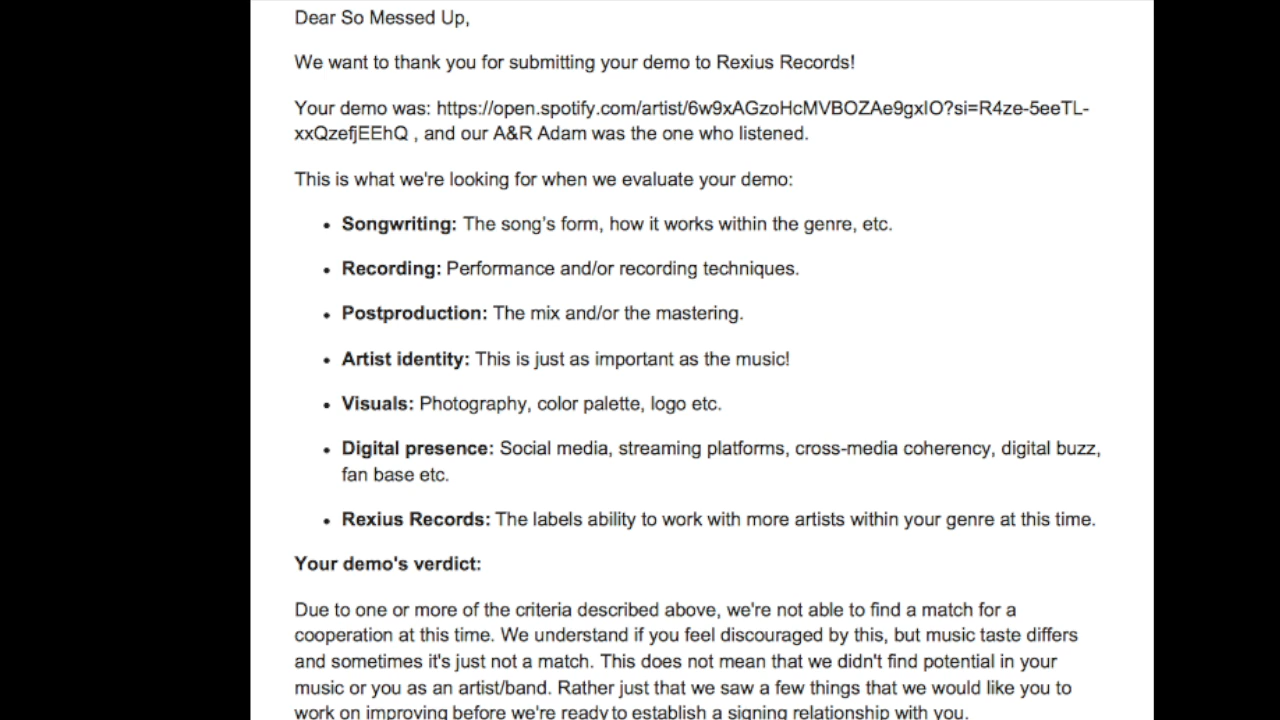 Dear So Messed Up,
We want to thank you for submitting your demo to Rexius Records!
Your demo was: https://open.spotify.com/artist/6w9xAGzoHcMVBOZAe9gxIO?si=R4ze-5eeTL-
xxQzefjEEhQ , and our A&R Adam was the one who listened.
This is what we're looking for when we evaluate your demo:
• Songwriting: The song's form, how it works within the genre, etc.
• Recording: Performance and/or recording techniques.
• Postproduction: The mix and/or the mastering.
• Artist identity: This is just as important as the music!
• Visuals: Photography, color palette, logo etc.
• Digital presence: Social media, streaming platforms, cross-media coherency, digital buzz,
fan base etc.
• Rexius Records: The labels ability to work with more artists within your genre at this time.
Your demo's verdict:
Due to one or more of the criteria described above, we're not able to find a match for a
cooperation at this time. We understand if you feel discouraged by this, but music taste differs
and sometimes it's just not a match. This does not mean that we didn't find potential in your
music or you as an artist/band. Rather just that we saw a few things that we would like you to
work on improving before we're ready to establish a signing relationship with you.